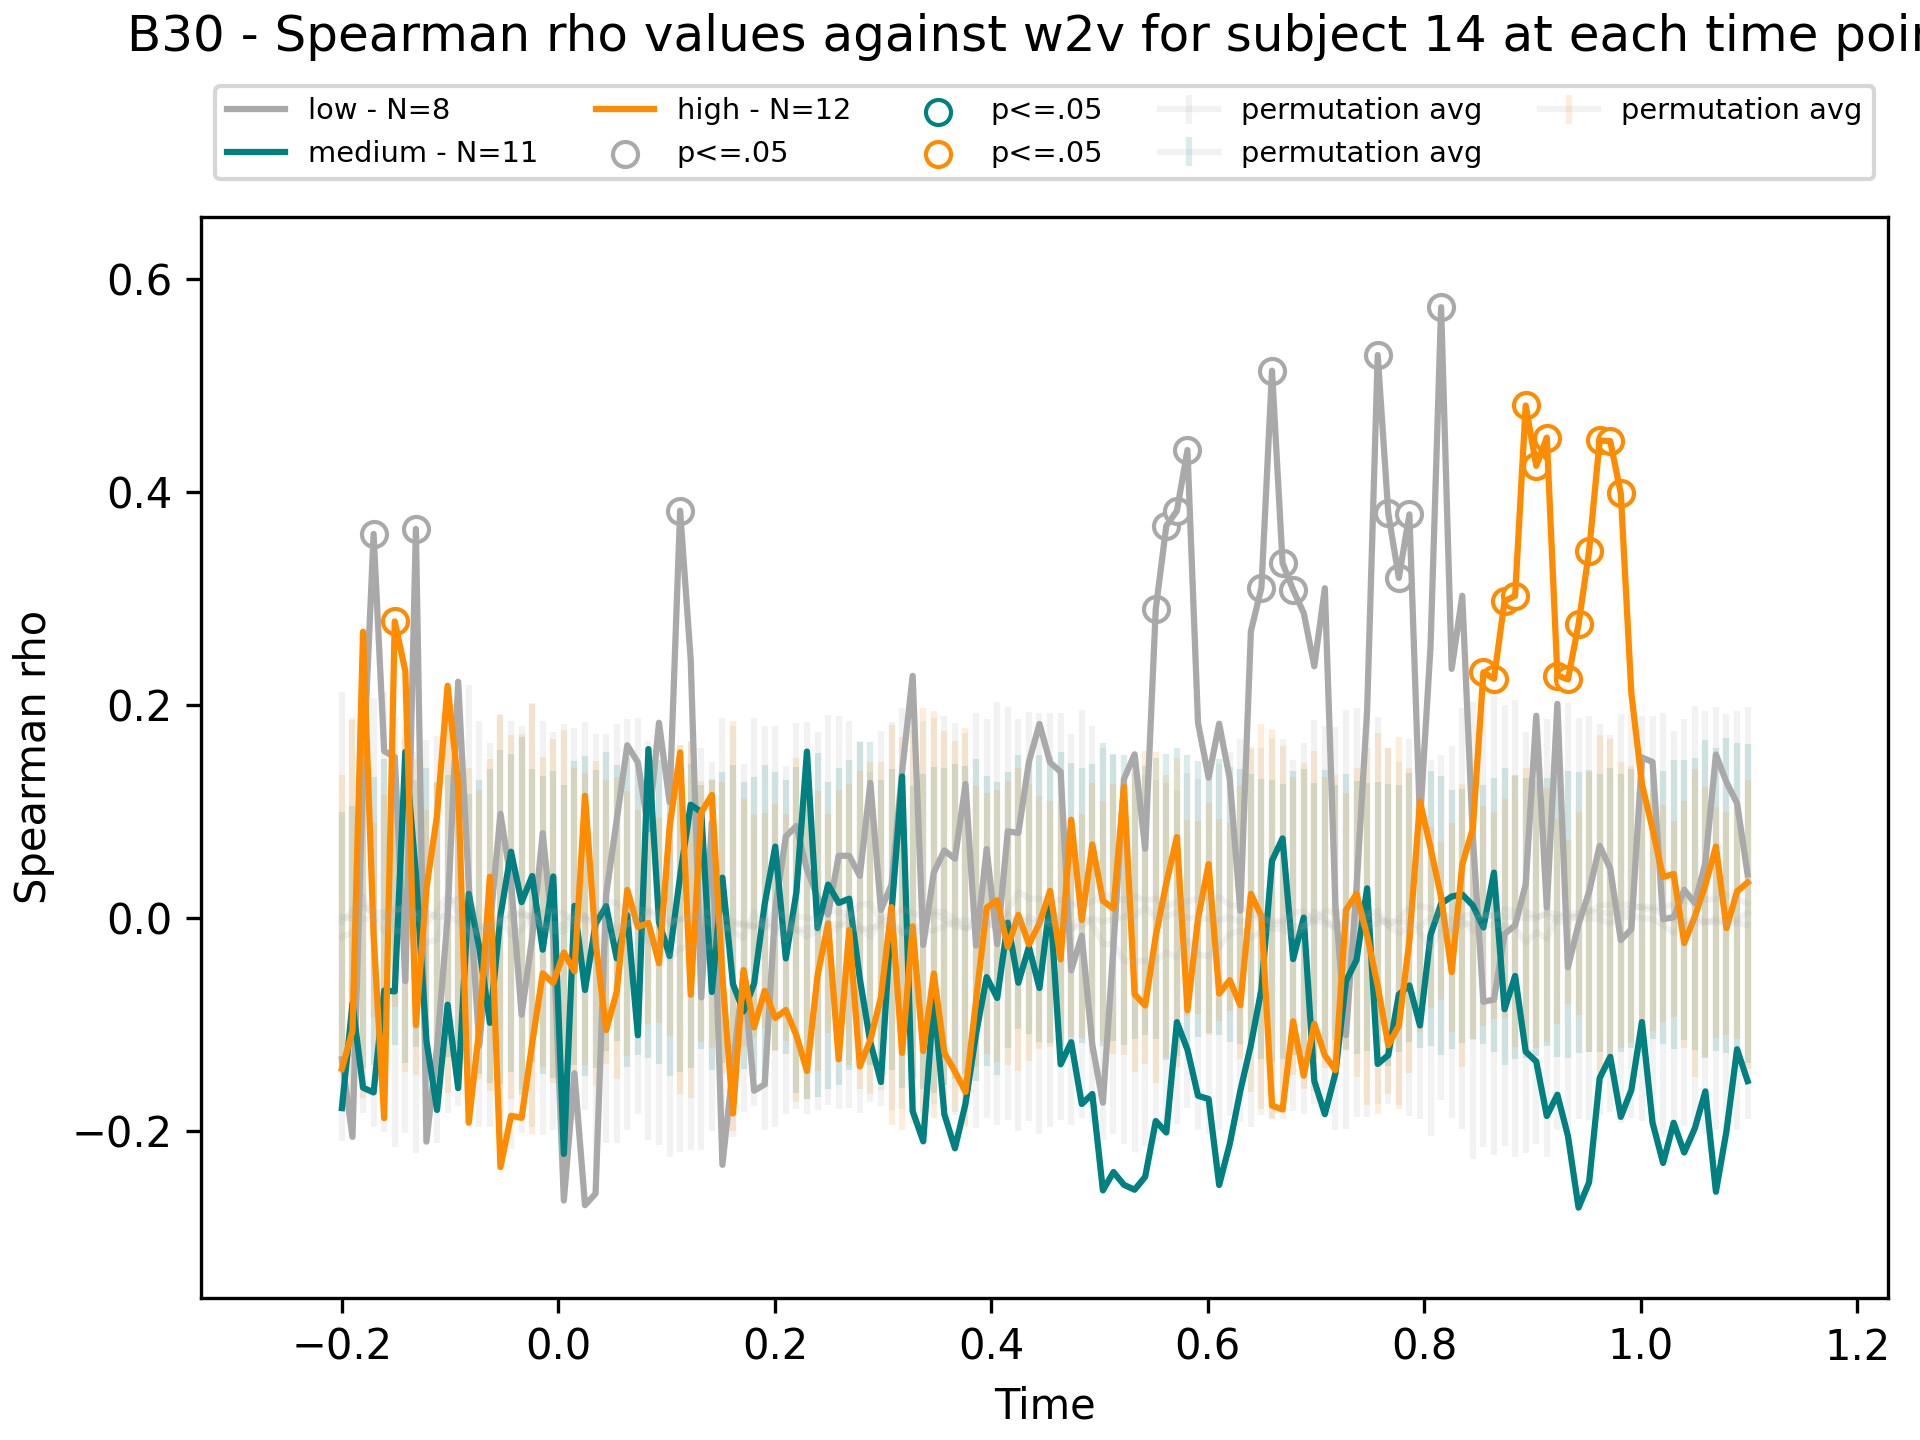 B30 - Spearman rho values against w2v for subject 14 at each time
low - N=8
medium - N=11
high - N=12
p<=.05
p<=.05
p<=.05
permutation avg
permutation avg
permutation avg
Spearman rho
0.6
0.4
0.2
0.0
−0.2
−0.2 0.0 0.2 0.4 0.6 0.8 1.0 1.2
Time